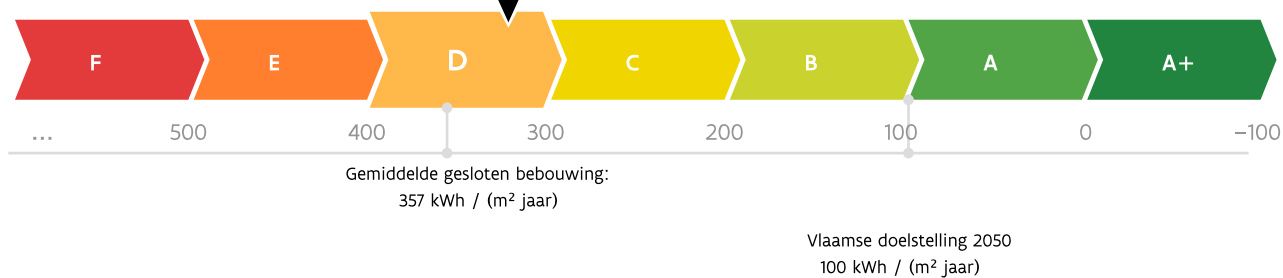 F E D C B A A+
... 500 400 300 200 100 0 −100
Gemiddelde gesloten bebouwing:
357 kWh / (m² jaar)
Vlaamse doelstelling 2050
100 kWh / (m² jaar)